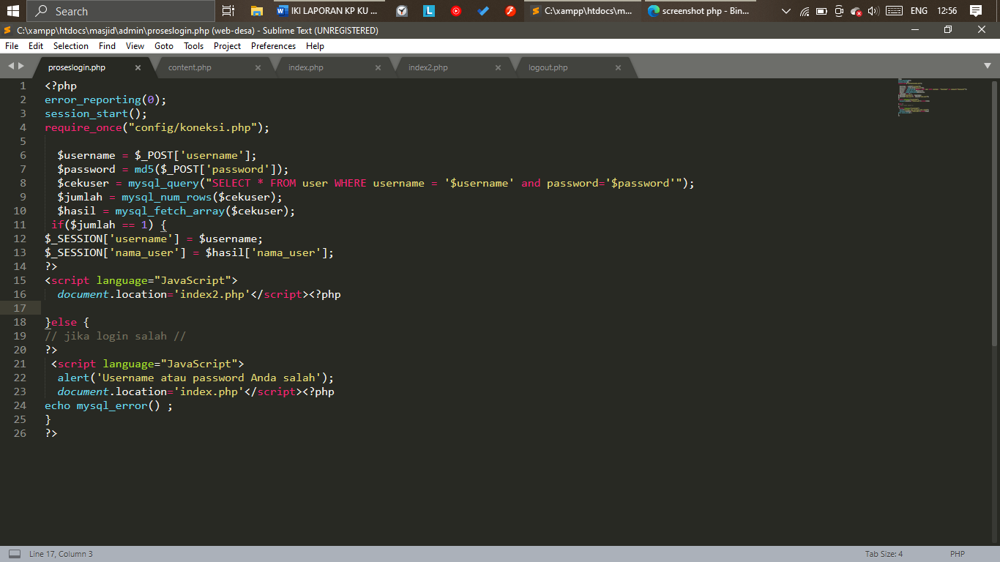 Search
IKI LAPORAN KP KU ...
C:\xampp\htdocs\m...
screenshot php - Bin...
ENG
12:56
C:\xampp\htdocs\masjid\admin\proseslogin.php (web-desa) - Sublime Text (UNREGISTERED)
File Edit Selection Find View Goto Tools Project Preferences Help
proseslogin.php content.php index.php index2.php logout.php
1 <?php
2 error_reporting(0);
3 session_start();
4 require_once("config/koneksi.php");
5
6 $username = $_POST['username'];
7 $password = md5($_POST['password']);
8 $cekuser = mysql_query("SELECT * FROM user WHERE username = '$username' and password='$password'");
9 $jumlah = mysql_num_rows($cekuser);
10 $hasil = mysql_fetch_array($cekuser);
11 if($jumlah == 1) {
12 $_SESSION['username'] = $username;
13 $_SESSION['nama_user'] = $hasil['nama_user'];
14 ?>
15 <script language="JavaScript">
16 document.location='index2.php'</script><?php
17
18 }else {
19 // jika login salah //
20 ?>
21 <script language="JavaScript">
22 alert('Username atau password Anda salah');
23 document.location='index.php'</script><?php
24 echo mysql_error() ;
25 }
26 ?>
Line 17, Column 3
Tab Size: 4
PHP